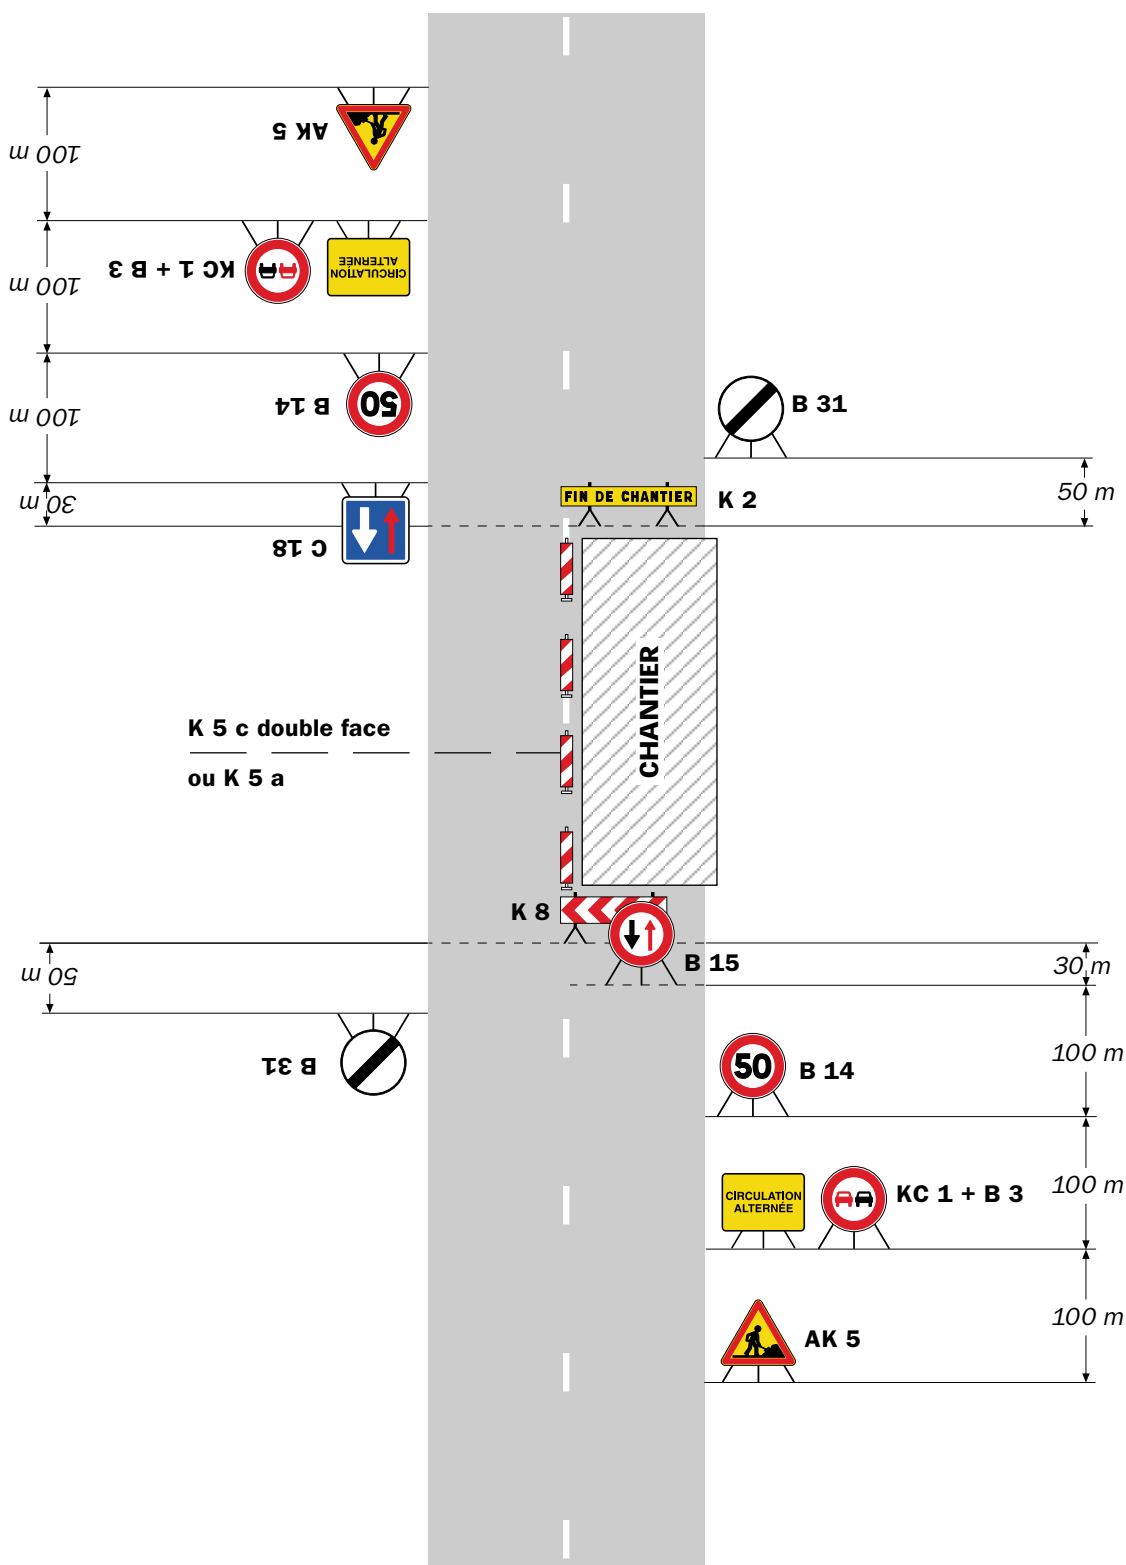 AK 5
100 m
KC 1 + B 3
CIRCULATION
ALTERNÉE
100 m
B 14
50
100 m
B 31
50 m
30 m
C 18
FIN DE CHANTIER
K 2
CHANTIER
K 5 c double face
ou K 5 a
K 8
B 15
30 m
50 m
B 31
50
B 14
100 m
CIRCULATION
ALTERNÉE
KC 1 + B 3
100 m
AK 5
100 m